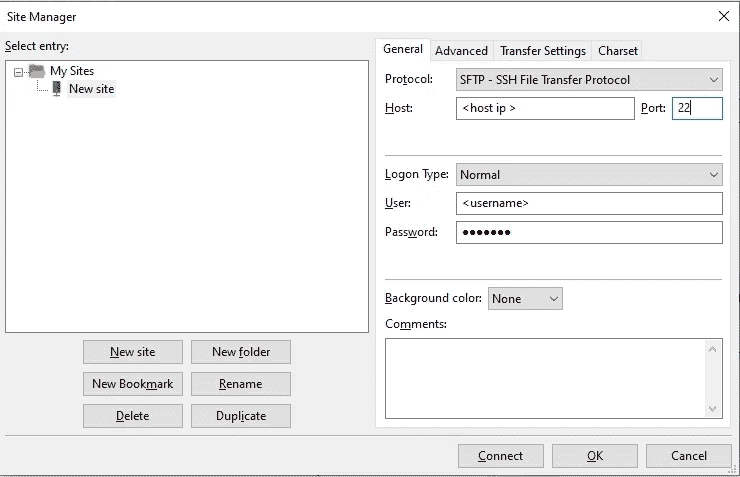 Site Manager
Select entry:
My Sites
New site
New site
New folder
New Bookmark
Rename
Delete
Duplicate
General Advanced Transfer Settings Charset
Protocol: SFTP - SSH File Transfer Protocol
Host: <host ip > Port: 22
Logon Type: Normal
User: <username>
Password: •••••••
Background color: None
Comments:
Connect OK Cancel